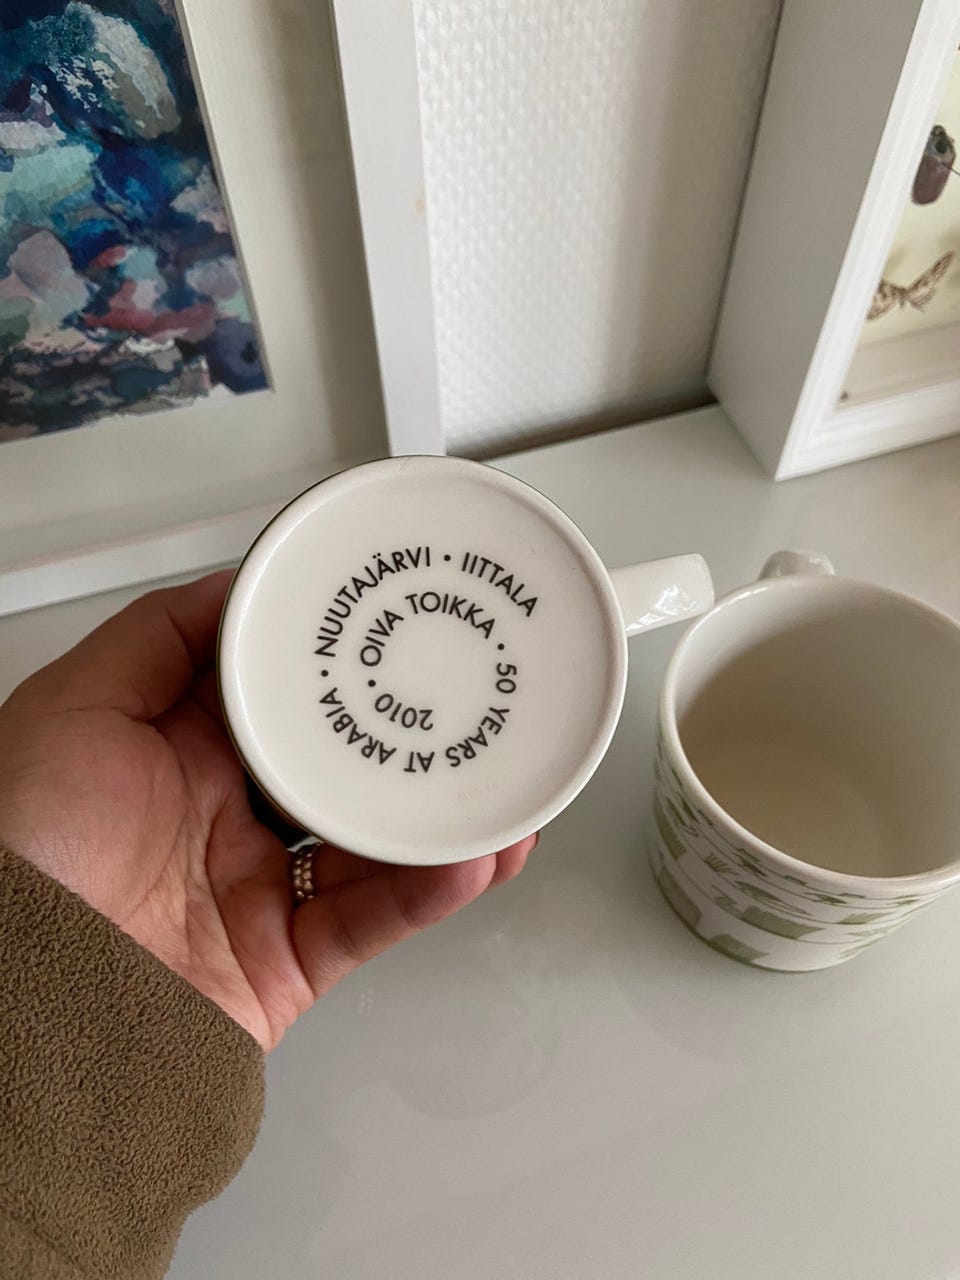 NUUTAJÄRVI • IITTALA • 50 YEARS AT ARABIA •
OIVA TOIKKA
2010 •